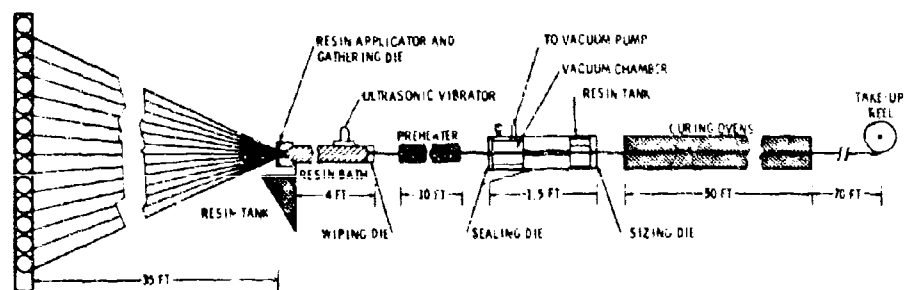 RESIN APPLICATOR AND
GATHERING DIE
TO VACUUM PUMP
VACUUM CHAMBER
RESIN TANK
ULTRASONIC VIBRATOR
TAKE-UP
REEL
PREHEATER
CURING OVENS
RESIN BATH
RESIN TANK
4 FT
10 FT
1.5 FT
50 FT
70 FT
WIPING DIE
SEALING DIE
SIZING DIE
35 FT